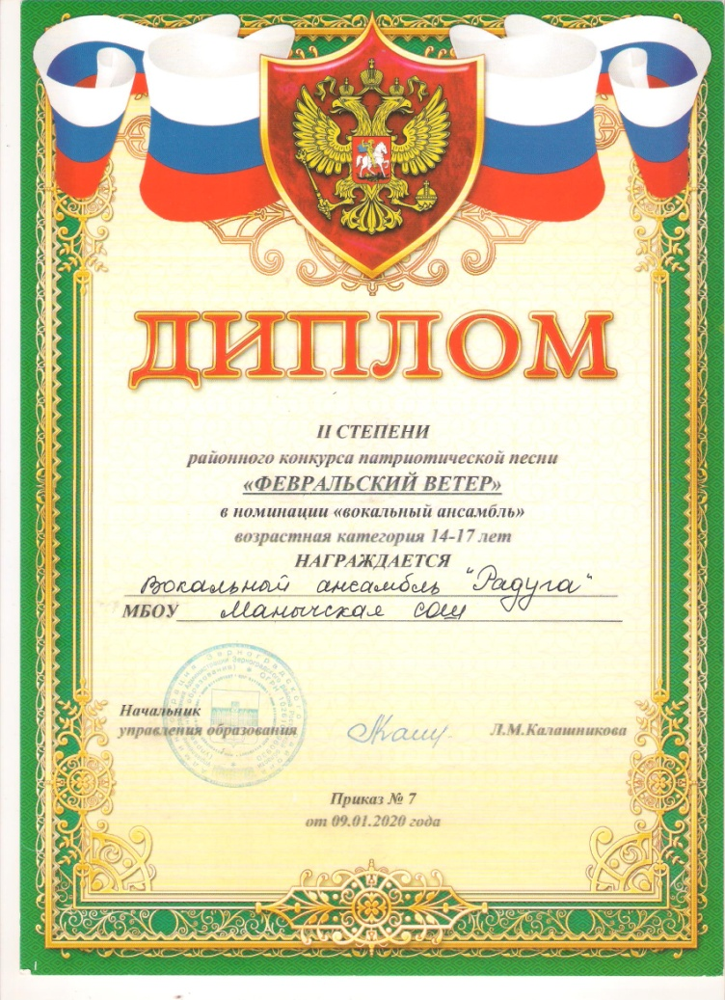 ДИПЛОМ
II СТЕПЕНИ
районного конкурса патриотической песни
«ФЕВРАЛЬСКИЙ ВЕТЕР»
в номинации «вокальный ансамбль»
возрастная категория 14-17 лет
НАГРАЖДАЕТСЯ
Вокальный ансамбль "Радуга"
МБОУ Манычская сош
Начальник
управления образования Л.М.Калашникова
Приказ № 7
от 09.01.2020 года